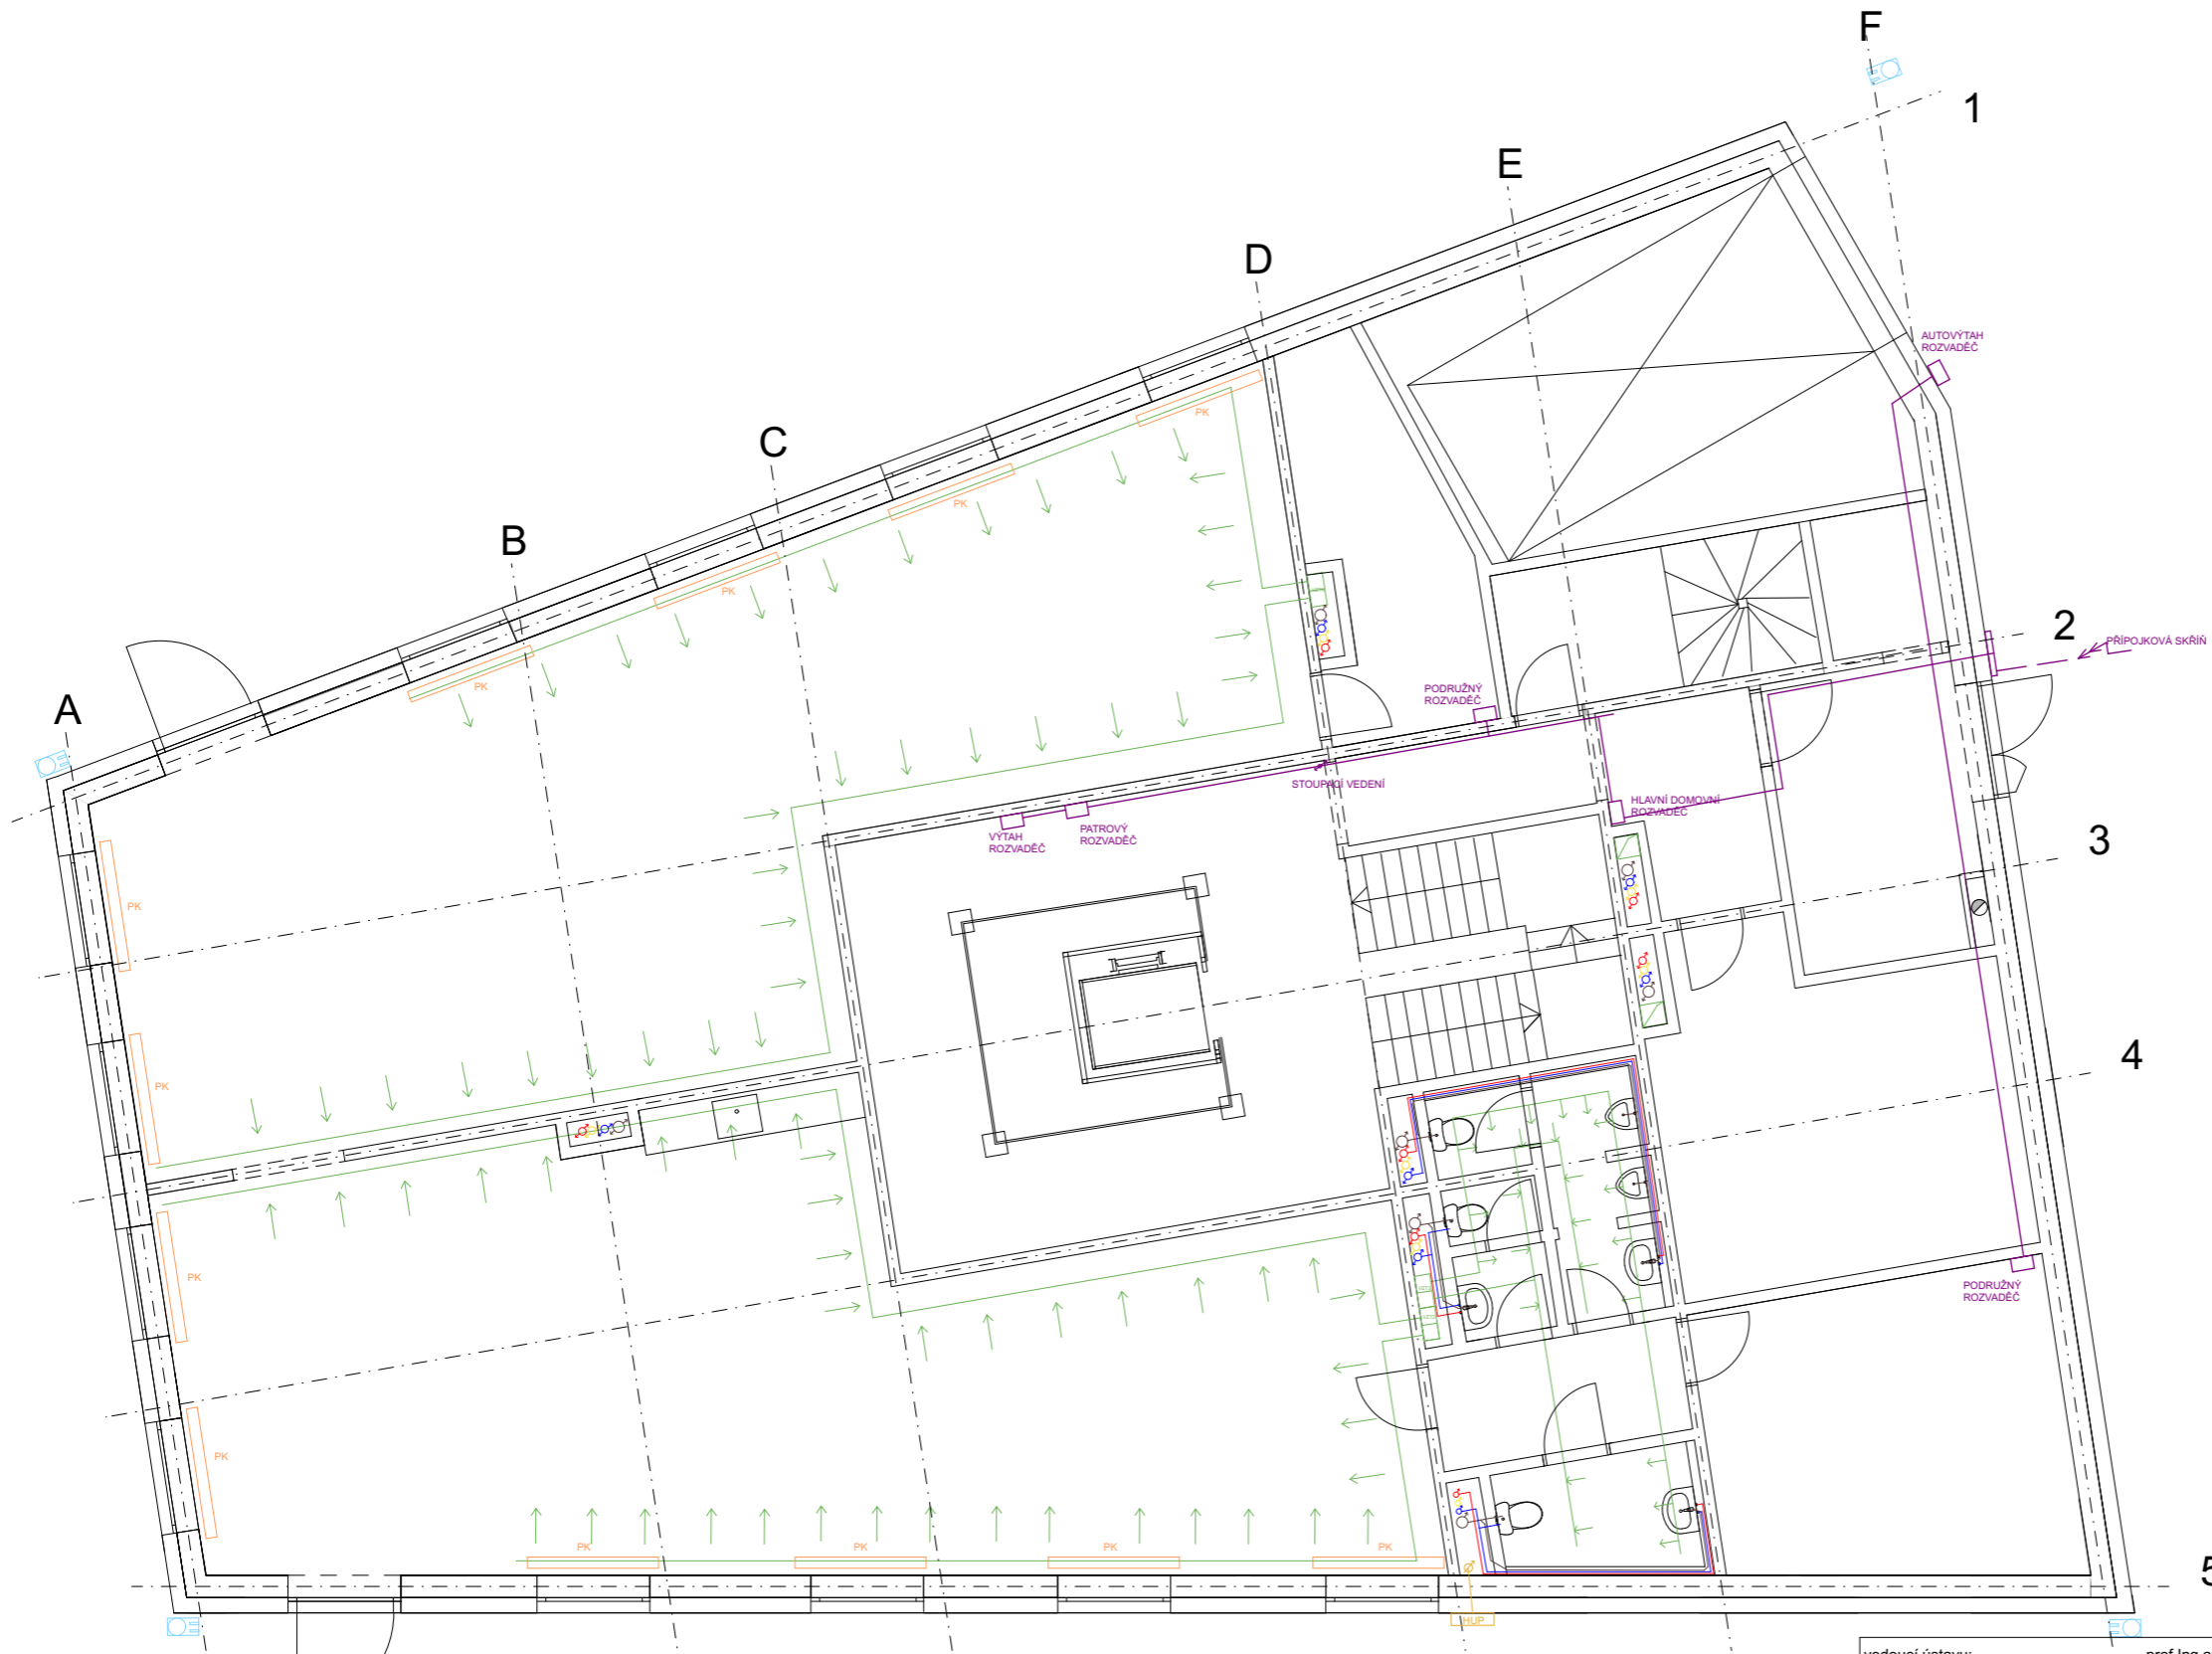 F
1
E
D
AUTOVÝTAH
ROZVADĚČ
PK
C
PK
B
PK
2
PŘÍPOJKOVÁ SKŘÍŇ
PK
PODRUŽNÝ
ROZVADĚČ
A
STOUPACÍ VEDENÍ
HLAVNÍ DOMOVNÍ
ROZVADĚČ
VÝTAH
ROZVADĚČ
PATROVÝ
ROZVADĚČ
3
PK
4
PK
PK
PODRUŽNÝ
ROZVADĚČ
PK
PK
PK
PK
PK
5
HUP